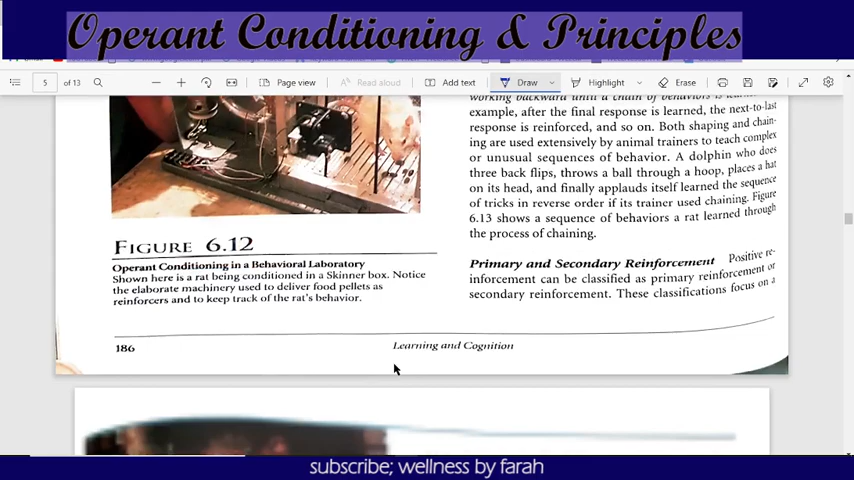 Operant Conditioning & Principles
5 of 13
Page view
Read aloud
Add text
Draw
Highlight
Erase
working backward until a chain of behaviors is
example, after the final response is learned, the next-to-last
response is reinforced, and so on. Both shaping and chain-
ing are used extensively by animal trainers to teach complex
or unusual sequences of behavior. A dolphin who does
three back flips, throws a ball through a hoop, places a hat
on its head, and finally applauds itself learned the sequence
of tricks in reverse order if its trainer used chaining. Figure
6.13 shows a sequence of behaviors a rat learned through
the process of chaining.
Primary and Secondary Reinforcement Positive re-
inforcement can be classified as primary reinforcement or
secondary reinforcement. These classifications focus on a
FIGURE 6.12
Operant Conditioning in a Behavioral Laboratory
Shown here is a rat being conditioned in a Skinner box. Notice
the elaborate machinery used to deliver food pellets as
reinforcers and to keep track of the rat's behavior.
186
Learning and Cognition
subscribe; wellness by farah